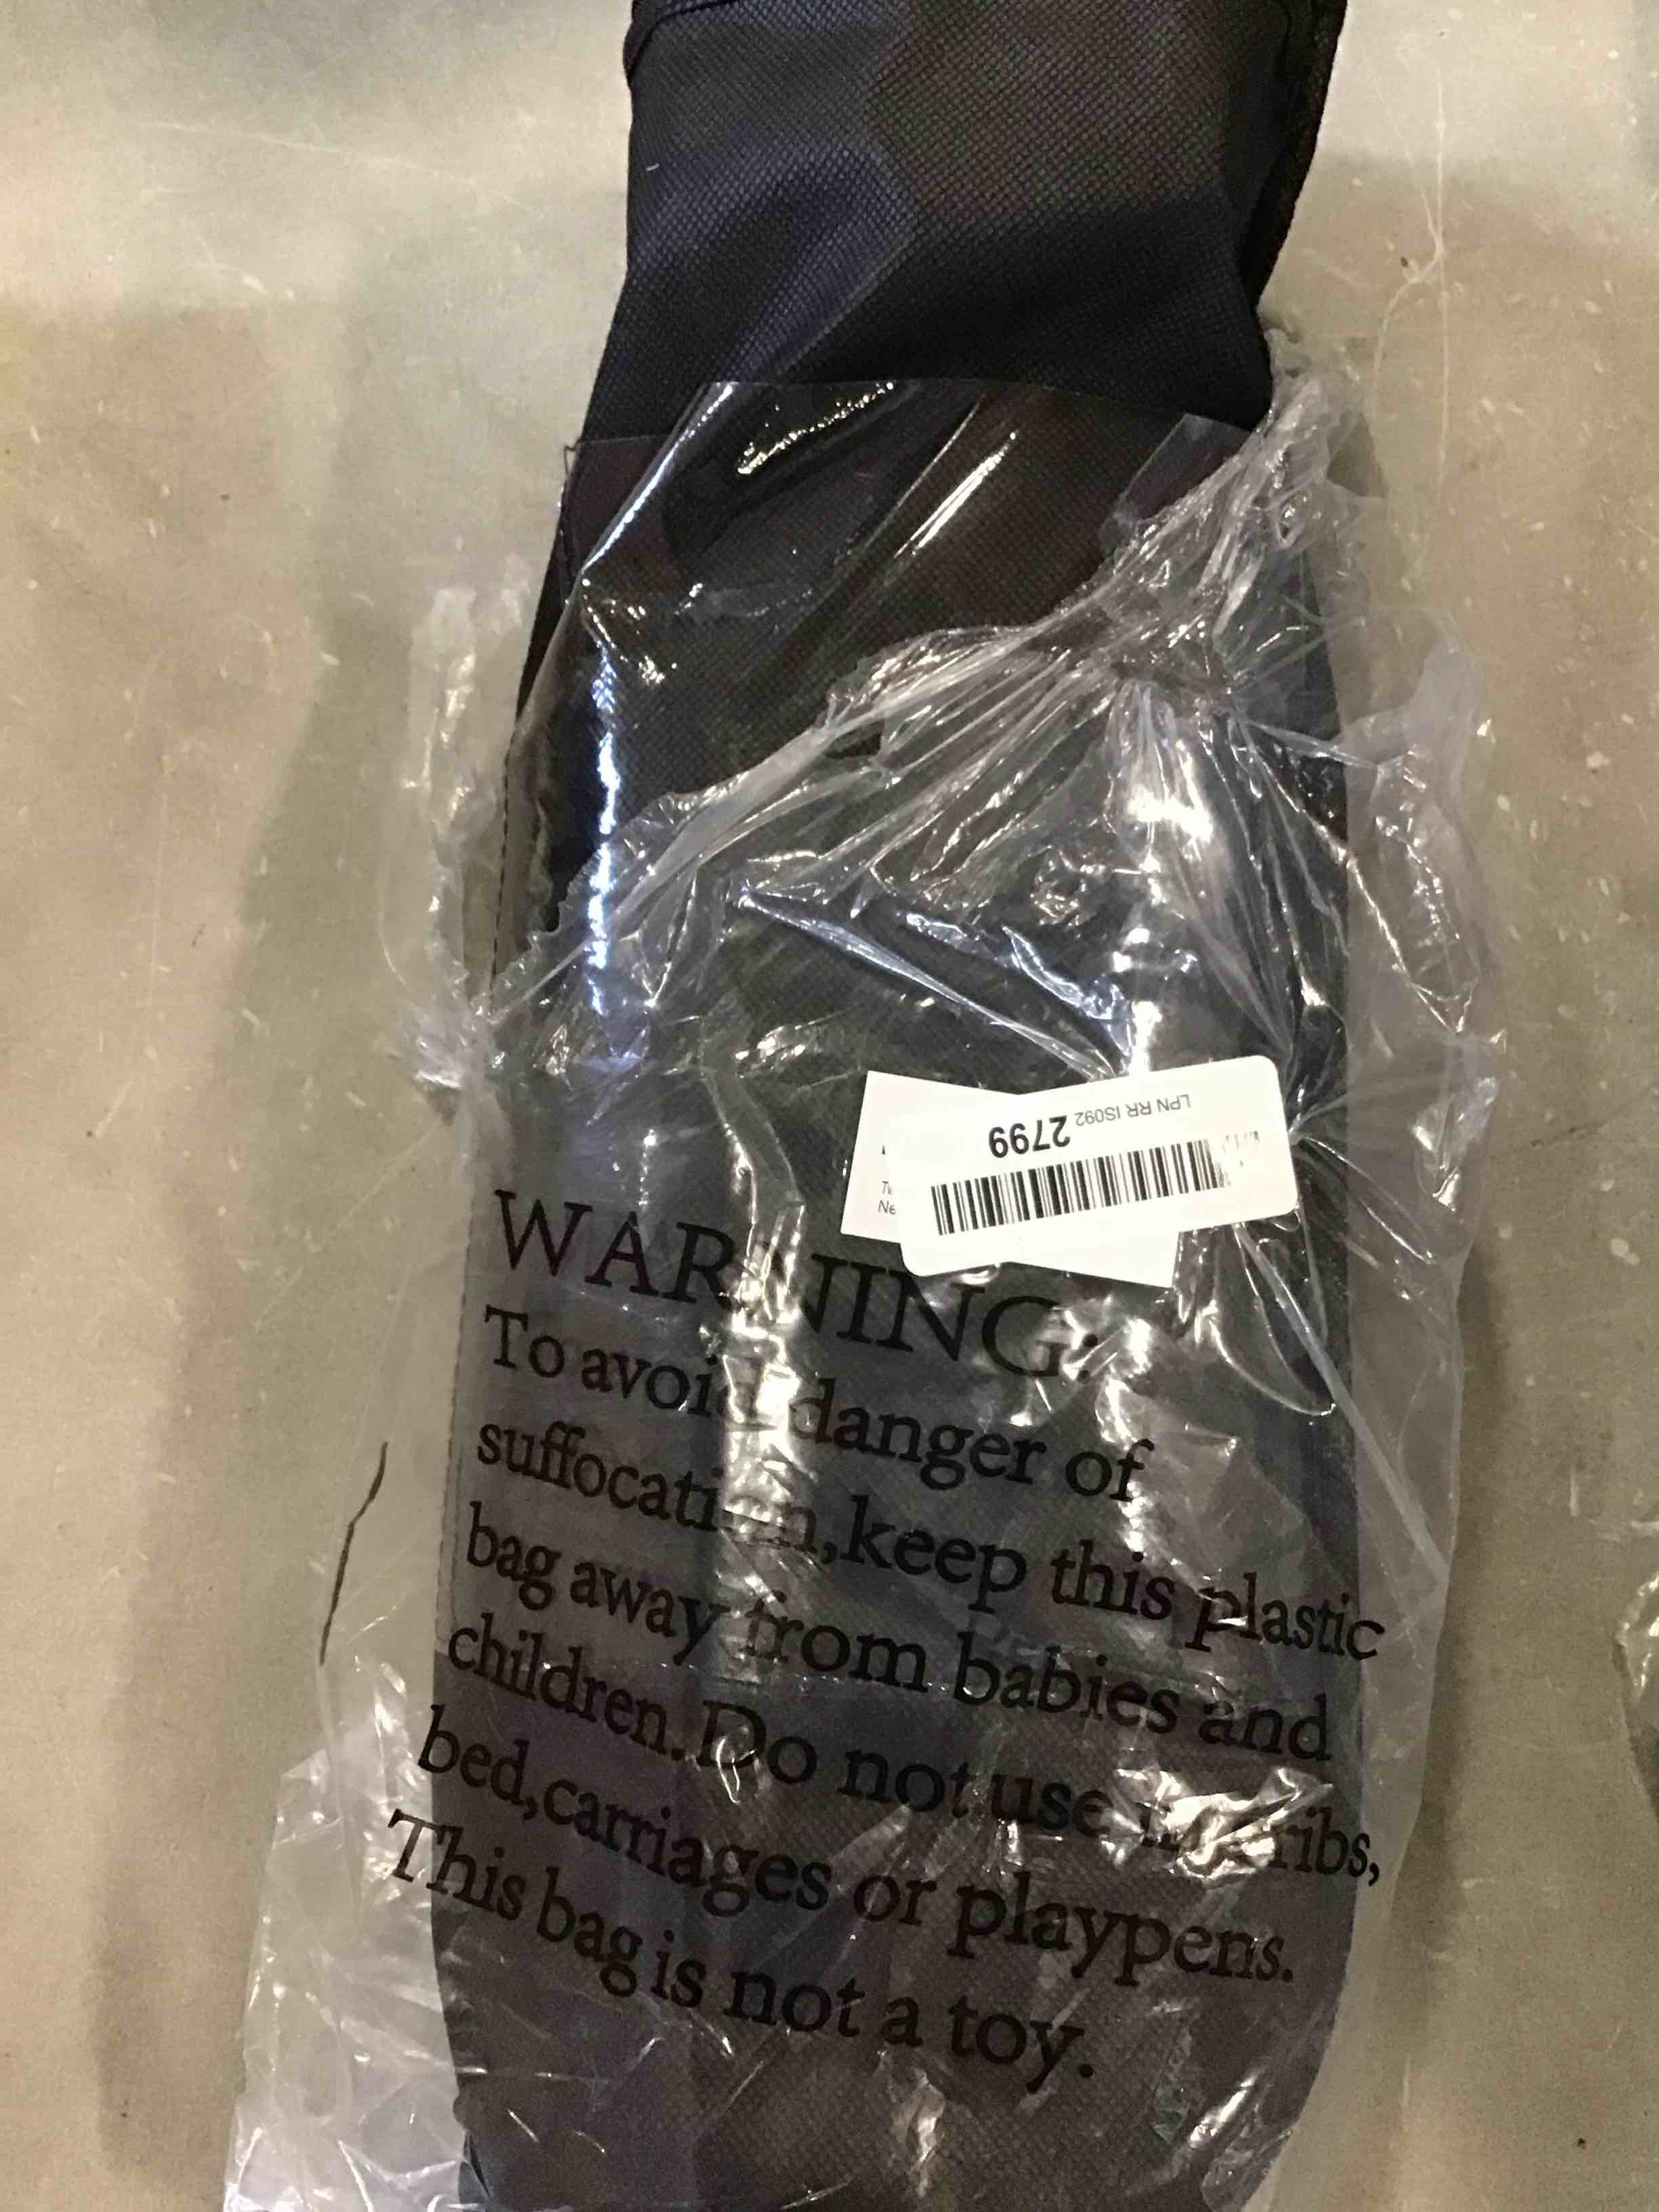 LPN RR IS092 2799
Ne
WARNING:
To avoid danger of
suffocation,keep this plastic
bag away from babies and
children.Do not use in cribs,
bed,carriages or playpens.
This bag is not a toy.